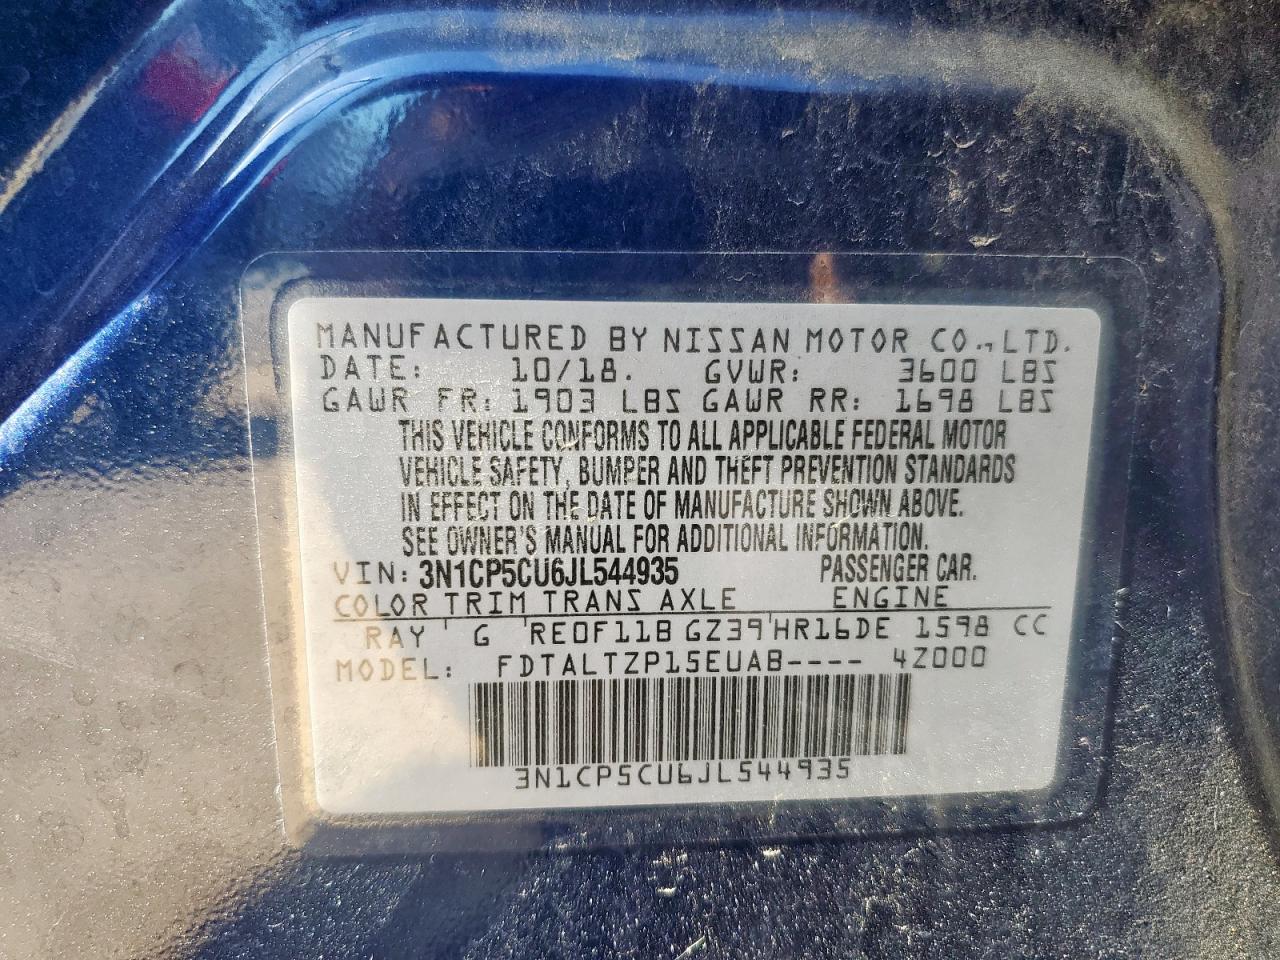 MANUFACTURED BY NISSAN MOTOR CO., LTD.
DATE: 10/18. GVWR: 3600 LBS
GAWR FR: 1903 LBS GAWR RR: 1698 LBS
THIS VEHICLE CONFORMS TO ALL APPLICABLE FEDERAL MOTOR
VEHICLE SAFETY, BUMPER AND THEFT PREVENTION STANDARDS
IN EFFECT ON THE DATE OF MANUFACTURE SHOWN ABOVE.
SEE OWNER'S MANUAL FOR ADDITIONAL INFORMATION.
VIN: 3N1CP5CU6JL544935 PASSENGER CAR.
COLOR TRIM TRANS AXLE ENGINE
RAY G RE0F11B GZ39 HR16DE 1598 CC
MODEL: FDTALTZP15EUAB---- 4Z000
3N1CP5CU6JL544935